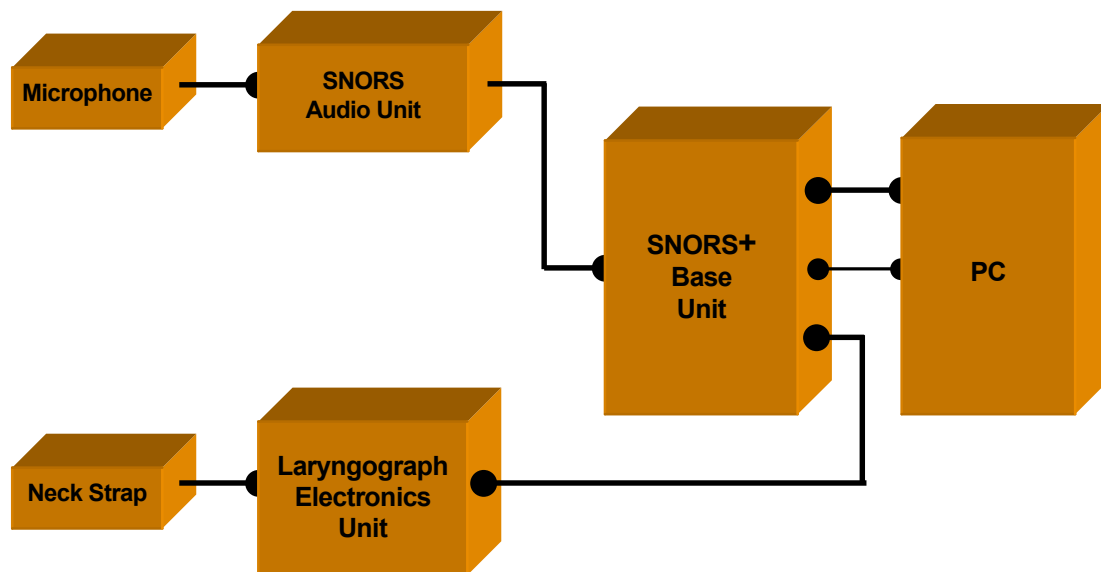 Microphone
SNORS
Audio Unit
SNORS+
Base
Unit
PC
Neck Strap
Laryngograph
Electronics
Unit